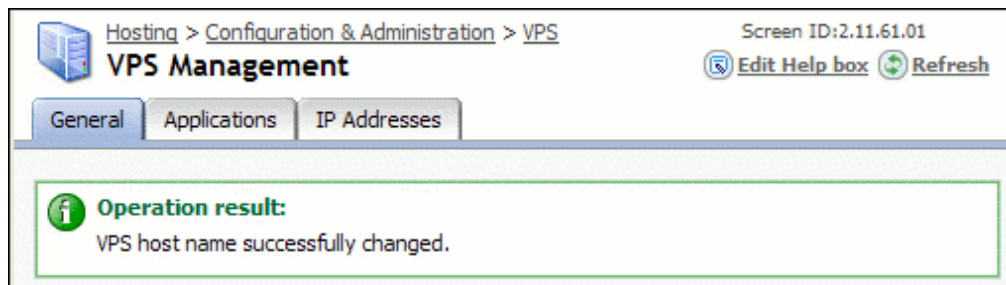 Hosting > Configuration & Administration > VPS
Screen ID:2.11.61.01
VPS Management
Edit Help box Refresh
General Applications IP Addresses
Operation result:
VPS host name successfully changed.